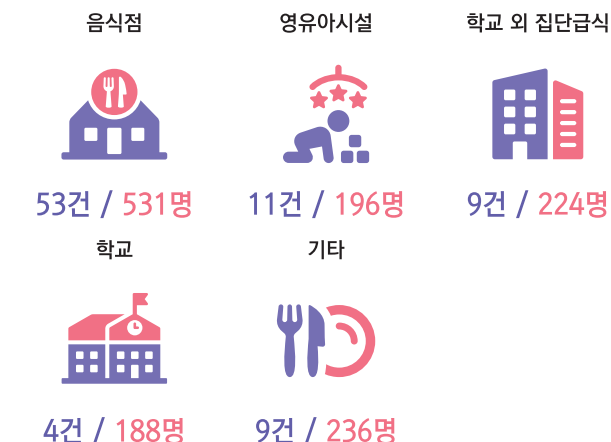 음식점 영유아시설 학교 외 집단급식
53건 / 531명 11건 / 196명 9건 / 224명
학교 기타
4건 / 188명 9건 / 236명